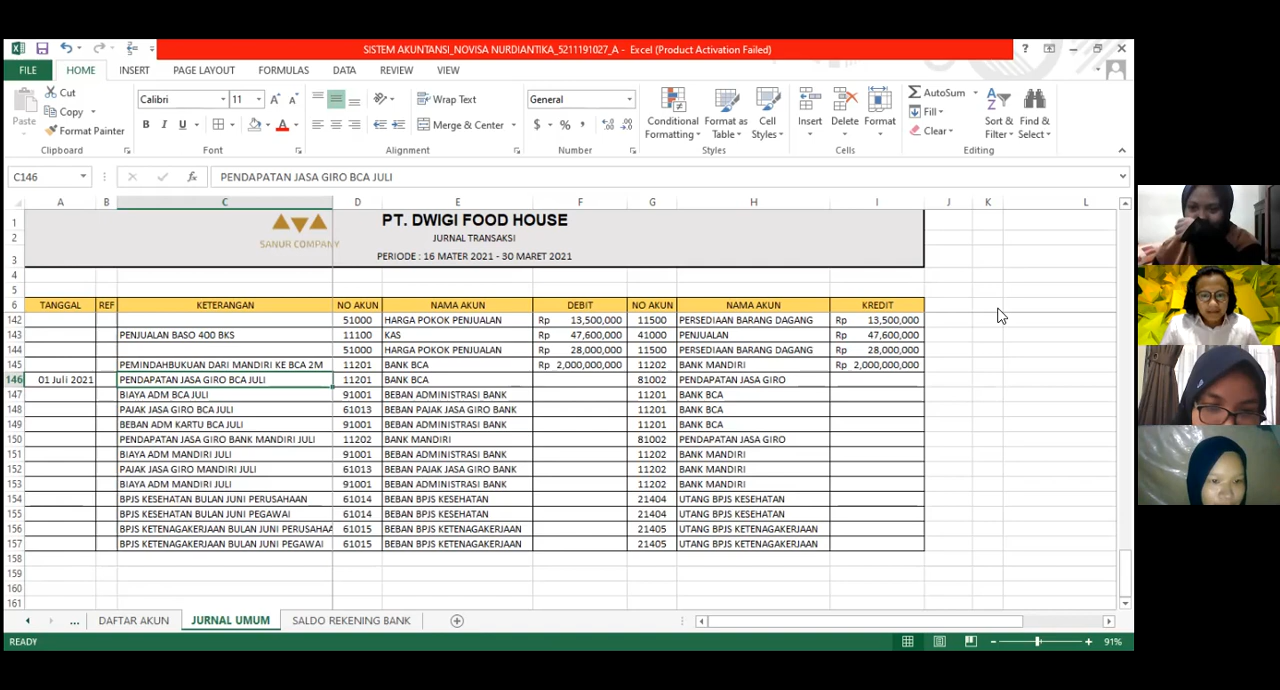 SISTEM AKUNTANSI_NOVISA NURDIANTIKA_5211191027_A - Excel (Product Activation Failed)
FILE HOME INSERT PAGE LAYOUT FORMULAS DATA REVIEW VIEW
Paste Cut Copy Format Painter Clipboard
Calibri 11 B I U Font
Wrap Text Merge & Center Alignment
General $ % , Number
Conditional Formatting Format as Table Cell Styles Styles
Insert Delete Format Cells
AutoSum Fill Clear Sort & Filter Find & Select Editing
C146 fx PENDAPATAN JASA GIRO BCA JULI
A B C D E F G H I J K L
1 PT. DWIGI FOOD HOUSE
2 SANUR COMPANY JURNAL TRANSAKSI
3 PERIODE : 16 MATER 2021 - 30 MARET 2021
4
5
6 TANGGAL REF KETERANGAN NO AKUN NAMA AKUN DEBIT NO AKUN NAMA AKUN KREDIT
142 51000 HARGA POKOK PENJUALAN Rp 13,500,000 11500 PERSEDIAAN BARANG DAGANG Rp 13,500,000
143 PENJUALAN BASO 400 BKS 11100 KAS Rp 47,600,000 41000 PENJUALAN Rp 47,600,000
144 51000 HARGA POKOK PENJUALAN Rp 28,000,000 11500 PERSEDIAAN BARANG DAGANG Rp 28,000,000
145 PEMINDAHBUKUAN DARI MANDIRI KE BCA 2M 11201 BANK BCA Rp 2,000,000,000 11202 BANK MANDIRI Rp 2,000,000,000
146 01 Juli 2021 PENDAPATAN JASA GIRO BCA JULI 11201 BANK BCA 81002 PENDAPATAN JASA GIRO
147 BIAYA ADM BCA JULI 91001 BEBAN ADMINISTRASI BANK 11201 BANK BCA
148 PAJAK JASA GIRO BCA JULI 61013 BEBAN PAJAK JASA GIRO BANK 11201 BANK BCA
149 BEBAN ADM KARTU BCA JULI 91001 BEBAN ADMINISTRASI BANK 11201 BANK BCA
150 PENDAPATAN JASA GIRO BANK MANDIRI JULI 11202 BANK MANDIRI 81002 PENDAPATAN JASA GIRO
151 BIAYA ADM MANDIRI JULI 91001 BEBAN ADMINISTRASI BANK 11202 BANK MANDIRI
152 PAJAK JASA GIRO MANDIRI JULI 61013 BEBAN PAJAK JASA GIRO BANK 11202 BANK MANDIRI
153 BIAYA ADM MANDIRI JULI 91001 BEBAN ADMINISTRASI BANK 11202 BANK MANDIRI
154 BPJS KESEHATAN BULAN JUNI PERUSAHAAN 61014 BEBAN BPJS KESEHATAN 21404 UTANG BPJS KESEHATAN
155 BPJS KESEHATAN BULAN JUNI PEGAWAI 61014 BEBAN BPJS KESEHATAN 21404 UTANG BPJS KESEHATAN
156 BPJS KETENAGAKERJAAN BULAN JUNI PERUSAHAA 61015 BEBAN BPJS KETENAGAKERJAAN 21405 UTANG BPJS KETENAGAKERJAAN
157 BPJS KETENAGAKERJAAN BULAN JUNI PEGAWAI 61015 BEBAN BPJS KETENAGAKERJAAN 21405 UTANG BPJS KETENAGAKERJAAN
158
159
160
161
... DAFTAR AKUN JURNAL UMUM SALDO REKENING BANK
READY 91%